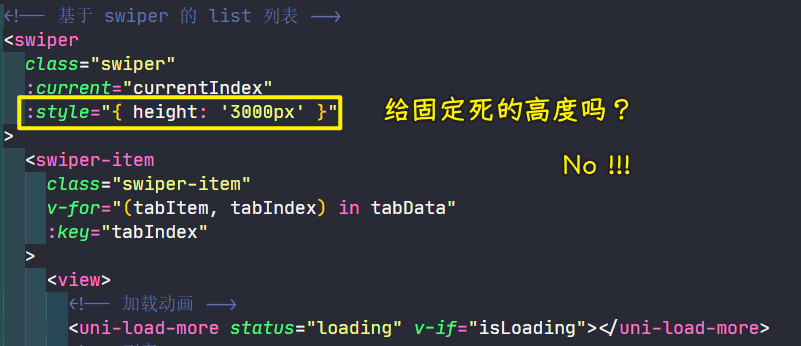 <!-- 基于 swiper 的 list 列表 -->
<swiper
class="swiper"
:current="currentIndex"
:style="{ height: '3000px' }"
给固定死的高度吗？
>
No !!!
<swiper-item
class="swiper-item"
v-for="(tabItem, tabIndex) in tabData"
:key="tabIndex"
>
<view>
<!-- 加载动画 -->
<uni-load-more status="loading" v-if="isLoading"></uni-load-more>